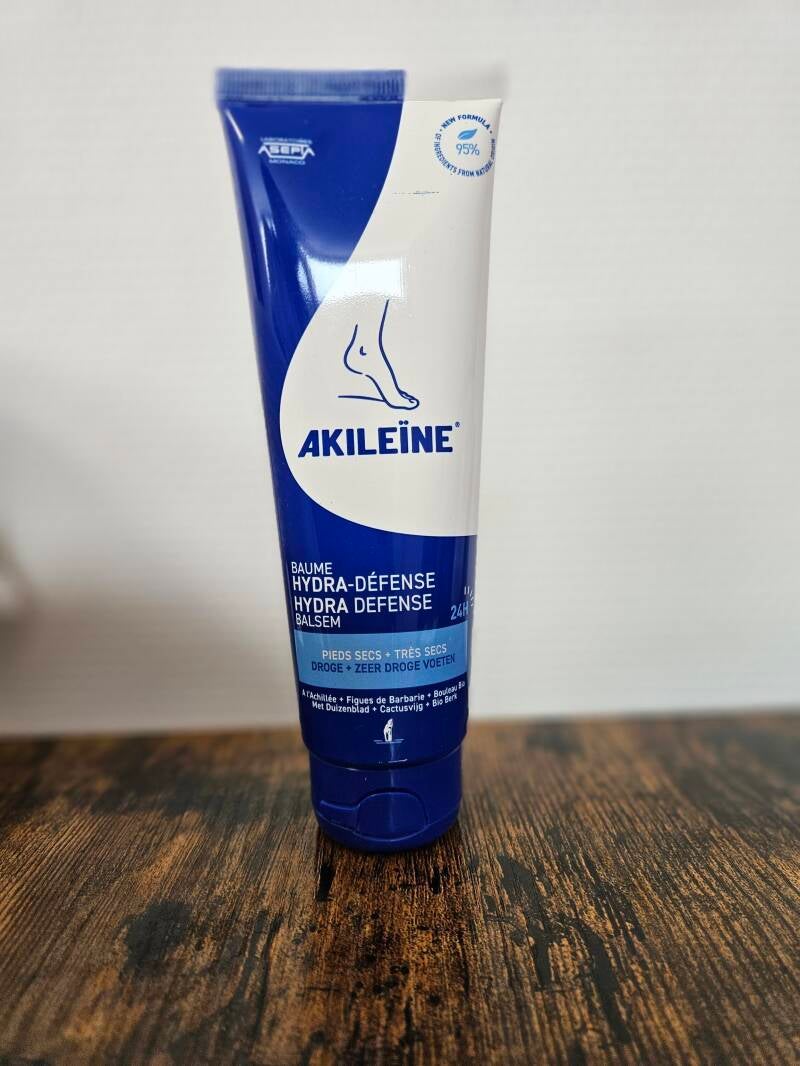 LABORATOIRES
ASEPTA
MONACO
NEW FORMULA
95%
OF INGREDIENTS FROM NATURAL ORIGIN
AKILEÏNE®
BAUME
HYDRA-DÉFENSE
HYDRA DEFENSE
BALSEM
24H
PIEDS SECS + TRÈS SECS
DROGE + ZEER DROGE VOETEN
A l'Achillée + Figues de Barbarie + Bouleau Bio
Met Duizenblad + Cactusvijg + Bio Berk